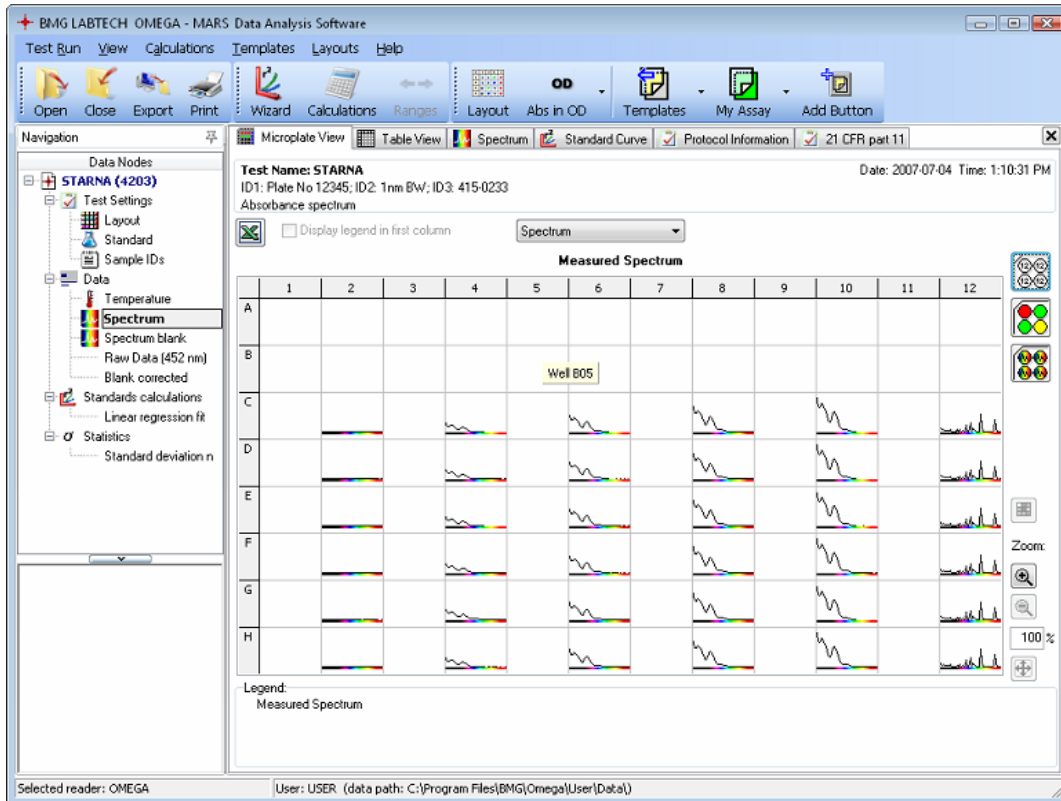 BMG LABTECH OMEGA - MARS Data Analysis Software
Test Run View Calculations Templates Layouts Help
Open Close Export Print Wizard Calculations Ranges Layout Abs in OD Templates My Assay Add Button
OD
Navigation
Microplate View Table View Spectrum Standard Curve Protocol Information 21 CFR part 11
Data Nodes
STARNA (4203)
Test Settings
Layout
Standard
Sample IDs
Data
Temperature
Spectrum
Spectrum blank
Raw Data (452 nm)
Blank corrected
Standards calculations
Linear regression fit
σ Statistics
Standard deviation n
Test Name: STARNA
Date: 2007-07-04 Time: 1:10:31 PM
ID1: Plate No 12345; ID2: 1nm BW; ID3: 415-0233
Absorbance spectrum
Display legend in first column
Spectrum
Measured Spectrum
1 2 3 4 5 6 7 8 9 10 11 12
A
B
Well B05
C
D
E
F
G
H
Zoom:
100 %
Legend:
Measured Spectrum
Selected reader: OMEGA
User: USER (data path: C:\Program Files\BMG\Omega\User\Data\)